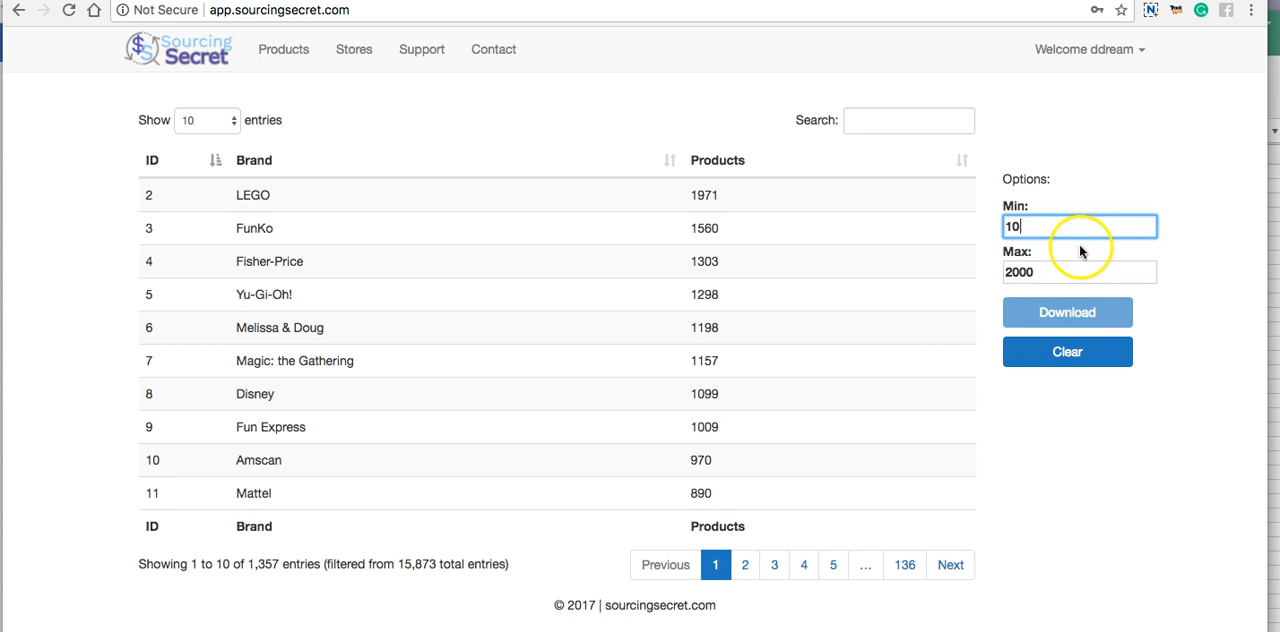 Not Secure | app.sourcingsecret.com
Sourcing Secret
Products Stores Support Contact Welcome ddream
Show 10 entries Search:
ID Brand Products
2 LEGO 1971
3 FunKo 1560
4 Fisher-Price 1303
5 Yu-Gi-Oh! 1298
6 Melissa & Doug 1198
7 Magic: the Gathering 1157
8 Disney 1099
9 Fun Express 1009
10 Amscan 970
11 Mattel 890
ID Brand Products
Showing 1 to 10 of 1,357 entries (filtered from 15,873 total entries) Previous 1 2 3 4 5 … 136 Next
Options:
Min:
10
Max:
2000
Download
Clear
© 2017 | sourcingsecret.com